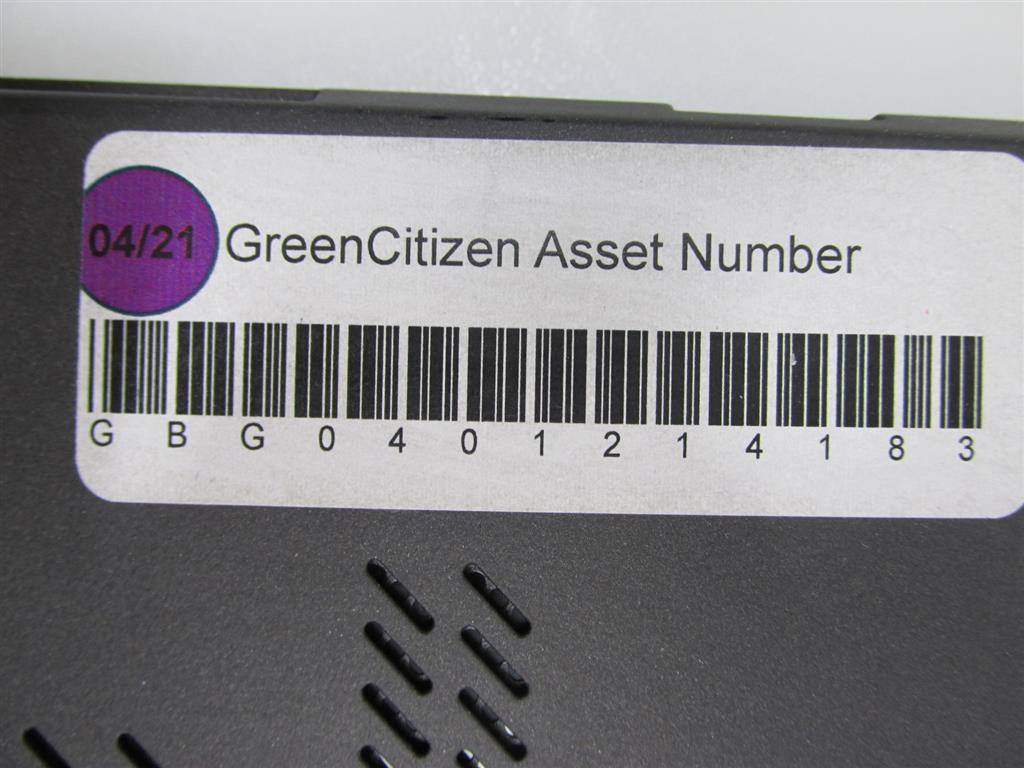 04/21 GreenCitizen Asset Number
G B G 0 4 0 1 2 1 4 1 8 3